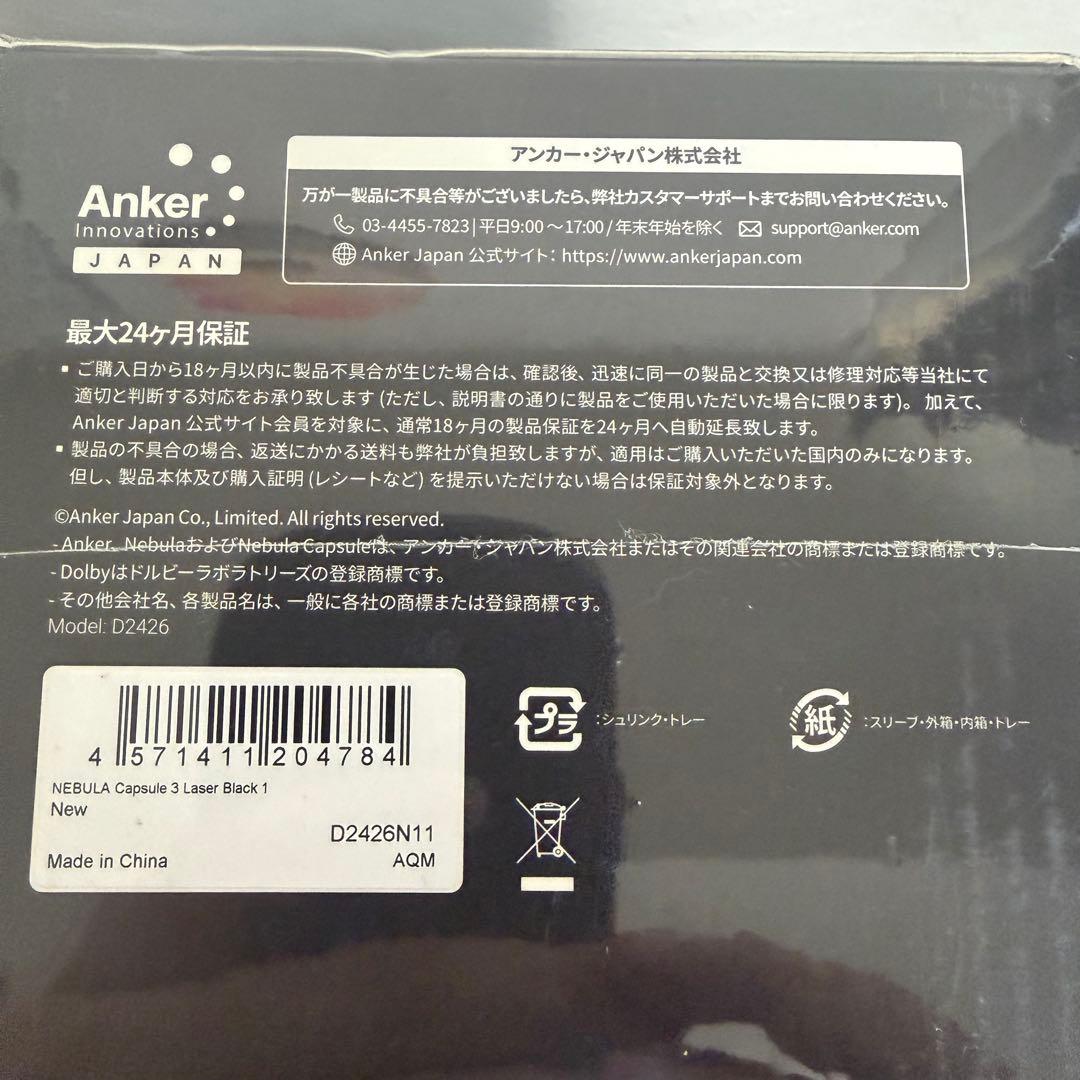 Anker
Innovations
JAPAN
アンカー・ジャパン株式会社
万が一製品に不具合等がございましたら、弊社カスタマーサポートまでお問い合わせください。
03-4455-7823 | 平日9:00～17:00 / 年末年始を除く support@anker.com
Anker Japan 公式サイト: https://www.ankerjapan.com
最大24ヶ月保証
▪ ご購入日から18ヶ月以内に製品不具合が生じた場合は、確認後、迅速に同一の製品と交換又は修理対応等当社にて
適切と判断する対応をお承り致します (ただし、説明書の通りに製品をご使用いただいた場合に限ります)。 加えて、
Anker Japan 公式サイト会員を対象に、通常18ヶ月の製品保証を24ヶ月へ自動延長致します。
▪ 製品の不具合の場合、返送にかかる送料も弊社が負担致しますが、適用はご購入いただいた国内のみになります。
但し、製品本体及び購入証明 (レシートなど) を提示いただけない場合は保証対象外となります。
©Anker Japan Co., Limited. All rights reserved.
- Anker、NebulaおよびNebula Capsuleは、アンカー・ジャパン株式会社またはその関連会社の商標または登録商標です。
- Dolbyはドルビーラボラトリーズの登録商標です。
- その他会社名、各製品名は、一般に各社の商標または登録商標です。
Model: D2426
4 571411 204784
NEBULA Capsule 3 Laser Black 1
New
D2426N11
Made in China AQM
プラ :シュリンク・トレー
紙 :スリーブ・外箱・内箱・トレー